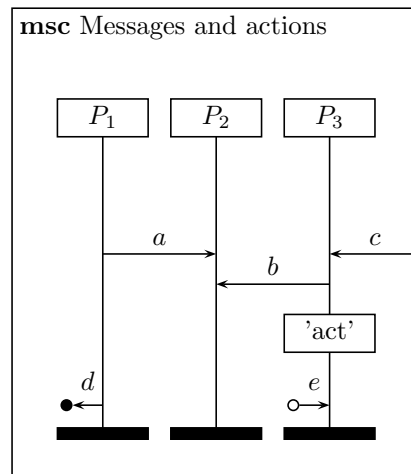 msc Messages and actions
P1 P2 P3
a c
b
'act'
d e